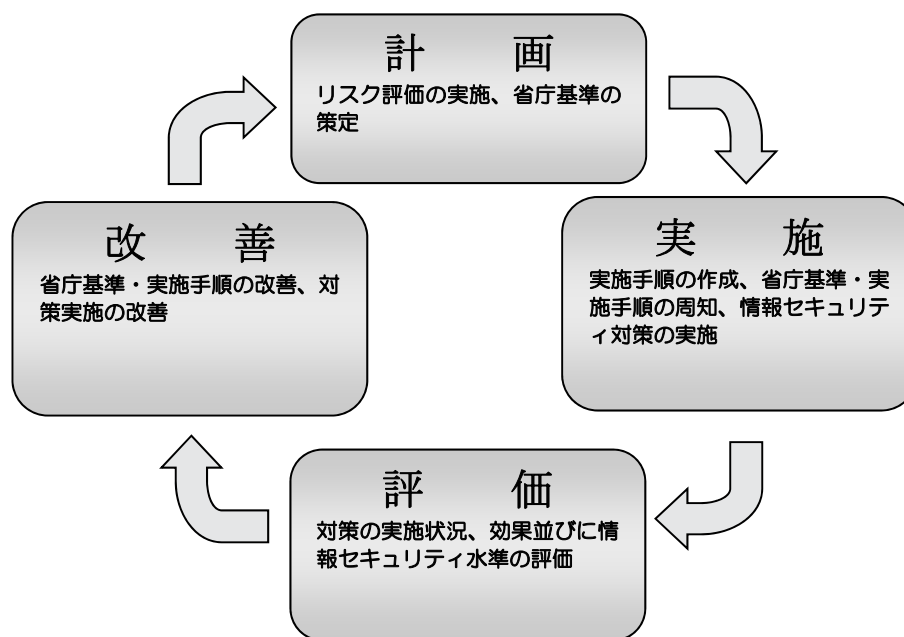 計 画
リスク評価の実施、省庁基準の
策定
実 施
実施手順の作成、省庁基準・実
施手順の周知、情報セキュリテ
ィ対策の実施
評 価
対策の実施状況、効果並びに情
報セキュリティ水準の評価
改 善
省庁基準・実施手順の改善、対
策実施の改善